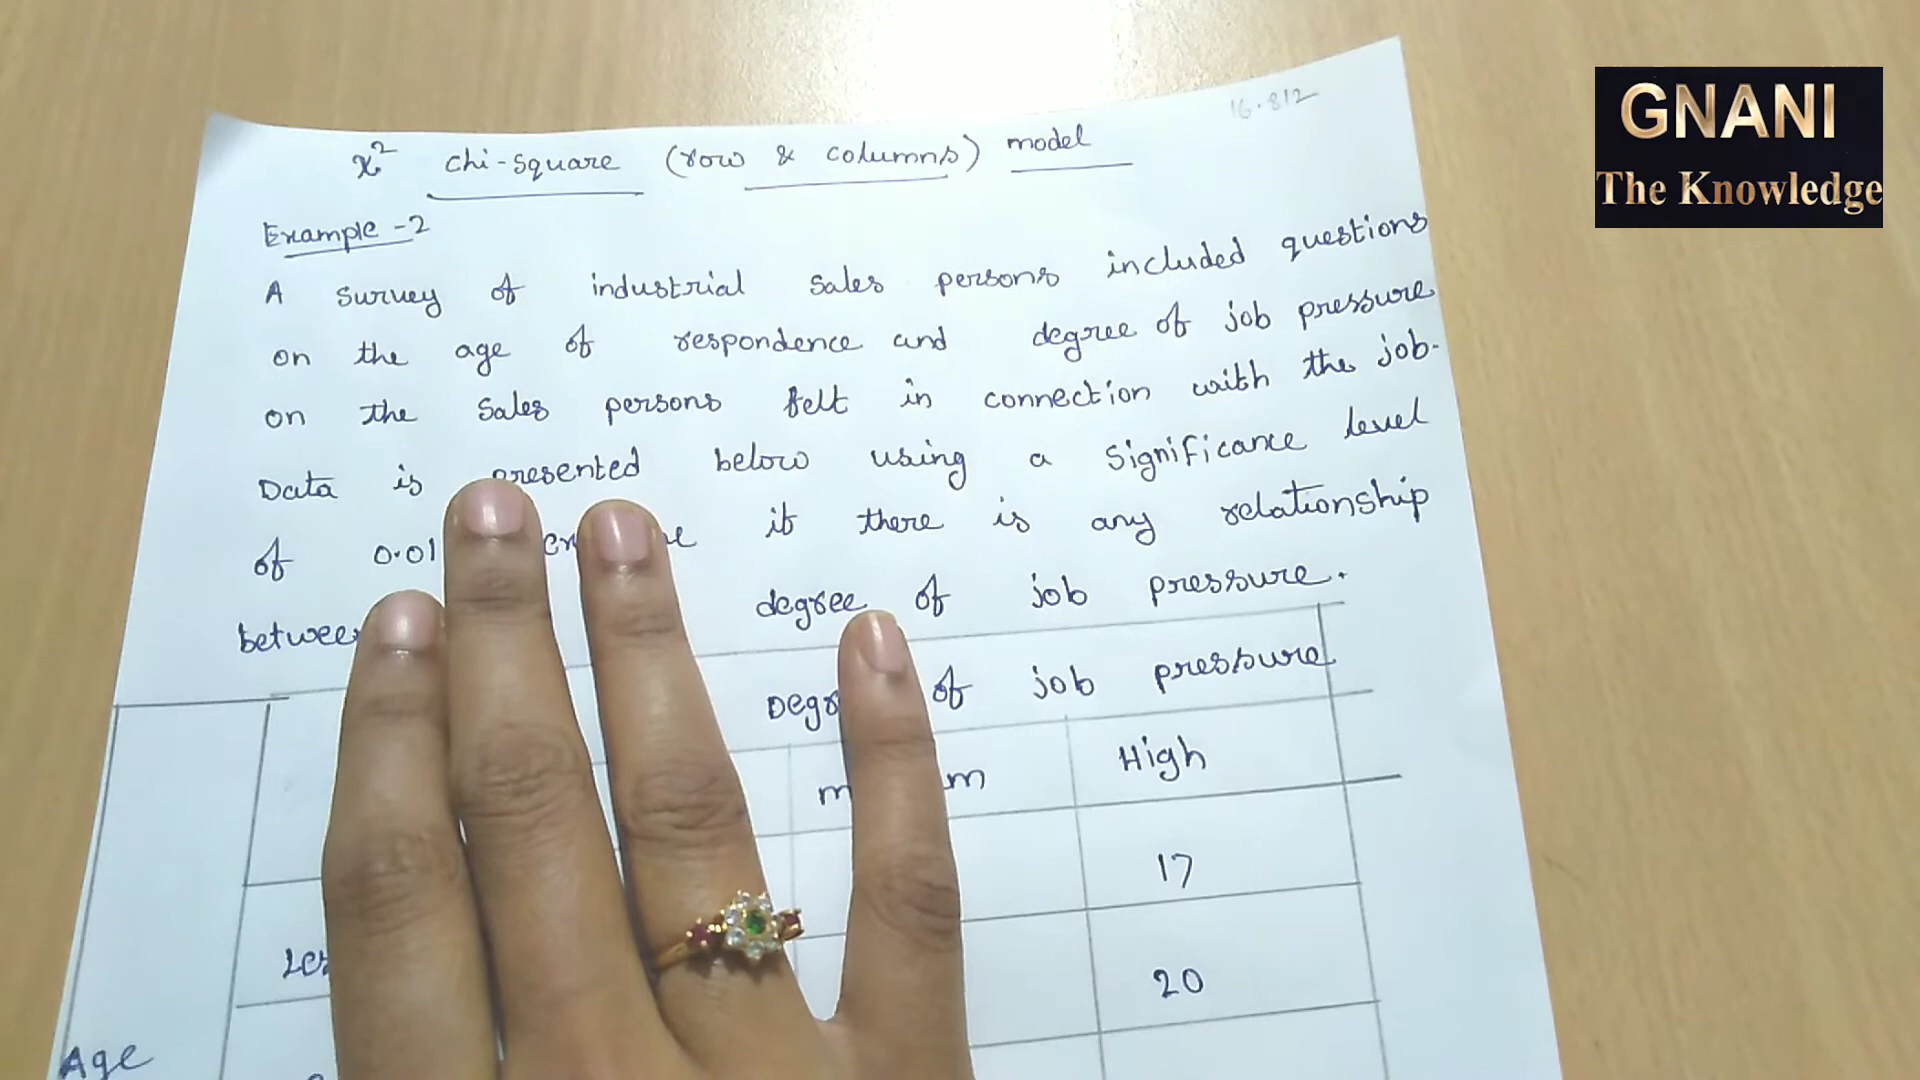 16.812
x² chi-square (row & columns) model
Example -2
A survey of industrial sales persons included questions
on the age of respondence and degree of job pressure
on the sales persons felt in connection with the job.
Data is presented below using a significance level
of 0.01 if there is any relationship
between degree of job pressure.
of job pressure
High
17
20
Age
GNANI
The Knowledge